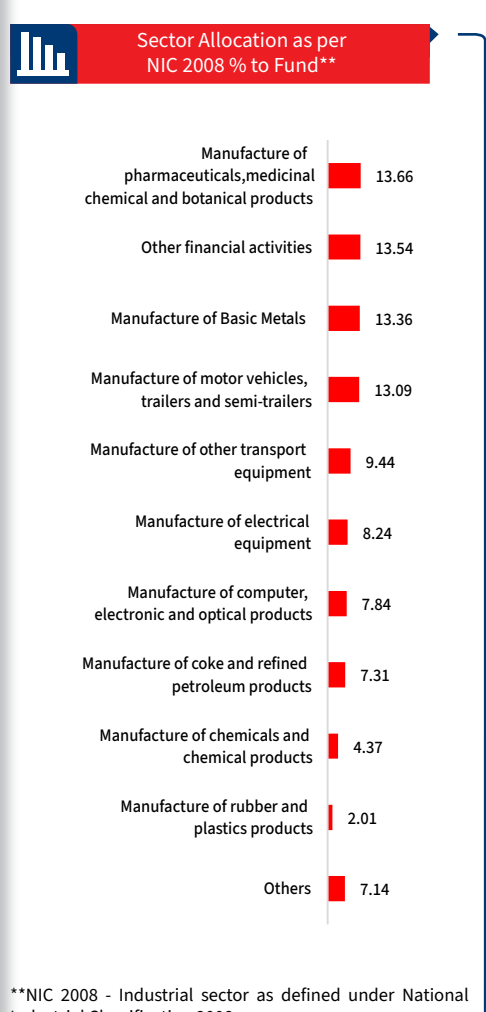 Sector Allocation as per
NIC 2008 % to Fund**
Manufacture of
pharmaceuticals,medicinal
chemical and botanical products
13.66
Other financial activities
13.54
Manufacture of Basic Metals
13.36
Manufacture of motor vehicles,
trailers and semi-trailers
13.09
Manufacture of other transport
equipment
9.44
Manufacture of electrical
equipment
8.24
Manufacture of computer,
electronic and optical products
7.84
Manufacture of coke and refined
petroleum products
7.31
Manufacture of chemicals and
chemical products
4.37
Manufacture of rubber and
plastics products
2.01
Others
7.14
**NIC 2008 - Industrial sector as defined under National